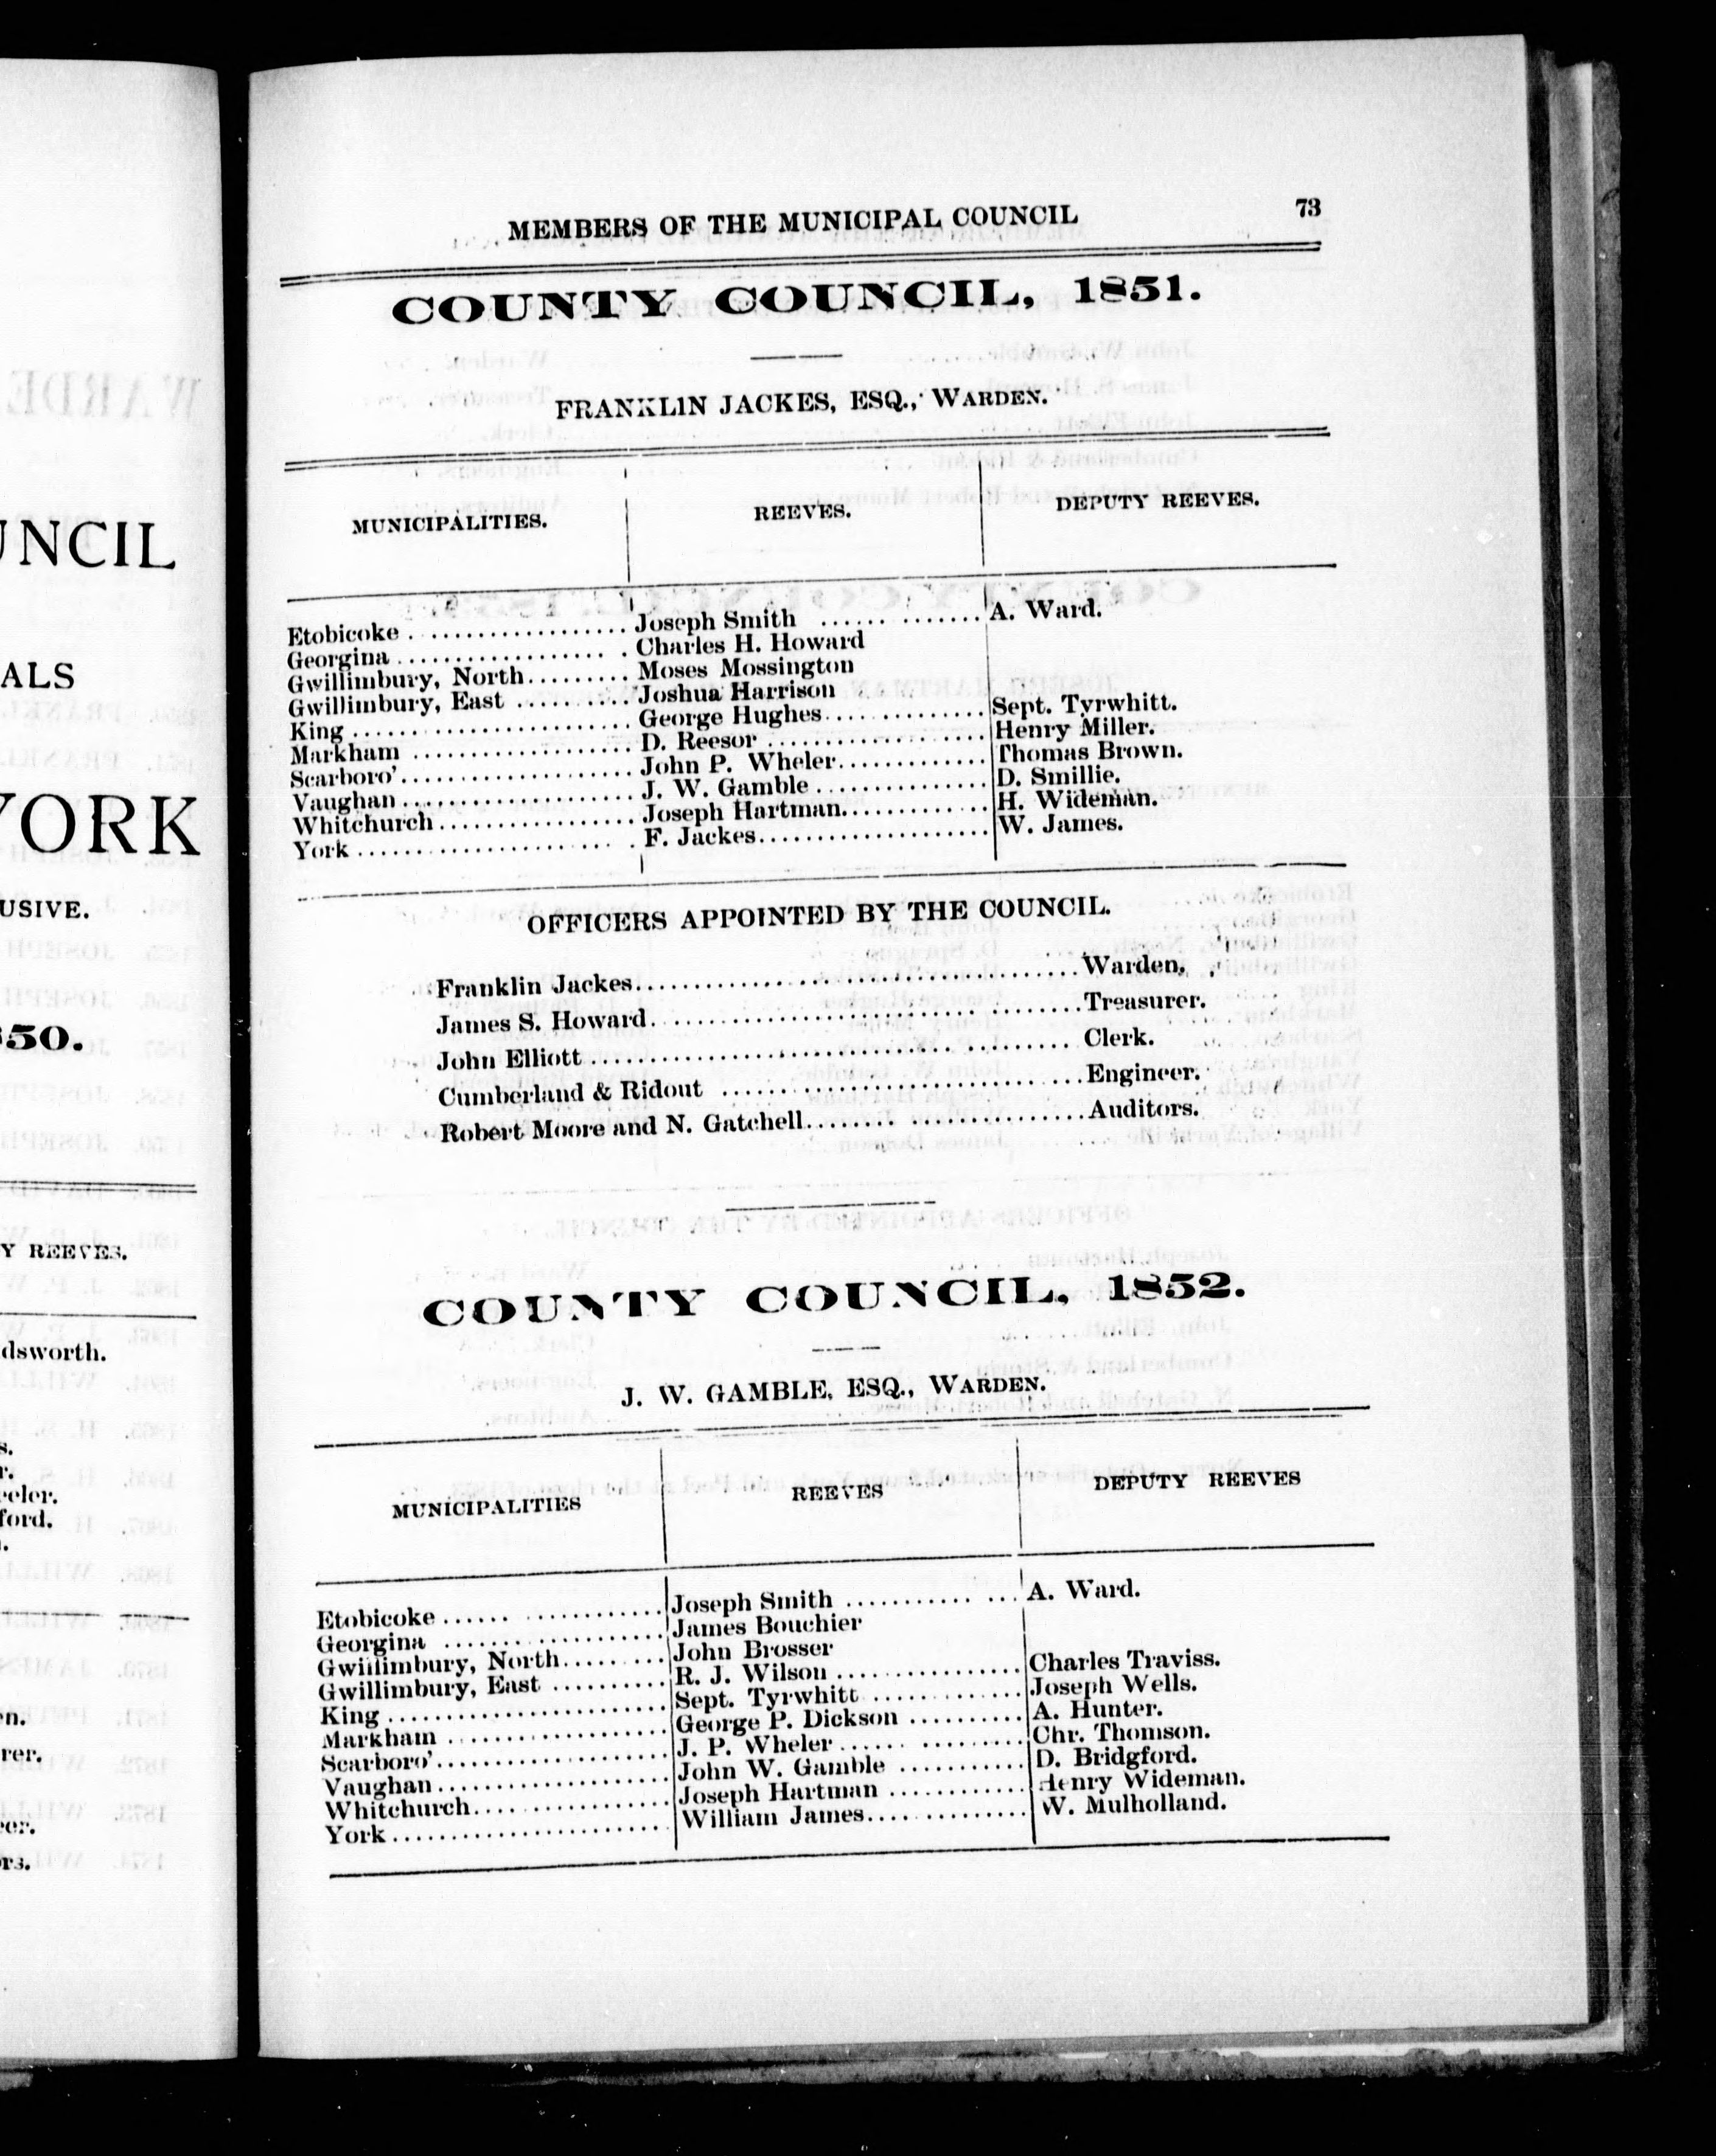 MEMBERS OF THE MUNICIPAL COUNCIL 73
COUNTY COUNCIL, 1851.
FRANKLIN JACKES, ESQ., WARDEN.
MUNICIPALITIES. REEVES. DEPUTY REEVES.
Etobicoke Joseph Smith A. Ward.
Georgina Charles H. Howard
Gwillimbury, North Moses Mossington
Gwillimbury, East Joshua Harrison
King George Hughes Sept. Tyrwhitt.
Markham D. Reesor Henry Miller.
Scarboro' John P. Wheler Thomas Brown.
Vaughan J. W. Gamble D. Smillie.
Whitchurch Joseph Hartman H. Wideman.
York F. Jackes W. James.
OFFICERS APPOINTED BY THE COUNCIL.
Franklin Jackes Warden,
James S. Howard Treasurer.
John Elliott Clerk.
Cumberland & Ridout Engineer.
Robert Moore and N. Gatchell Auditors.
COUNTY COUNCIL, 1852.
J. W. GAMBLE, ESQ., WARDEN.
MUNICIPALITIES REEVES DEPUTY REEVES
Etobicoke Joseph Smith A. Ward.
Georgina James Bouchier
Gwillimbury, North John Brosser
Gwillimbury, East R. J. Wilson Charles Traviss.
King Sept. Tyrwhitt Joseph Wells.
Markham George P. Dickson A. Hunter.
Scarboro' J. P. Wheler Chr. Thomson.
Vaughan John W. Gamble D. Bridgford.
Whitchurch Joseph Hartman Henry Wideman.
York William James W. Mulholland.